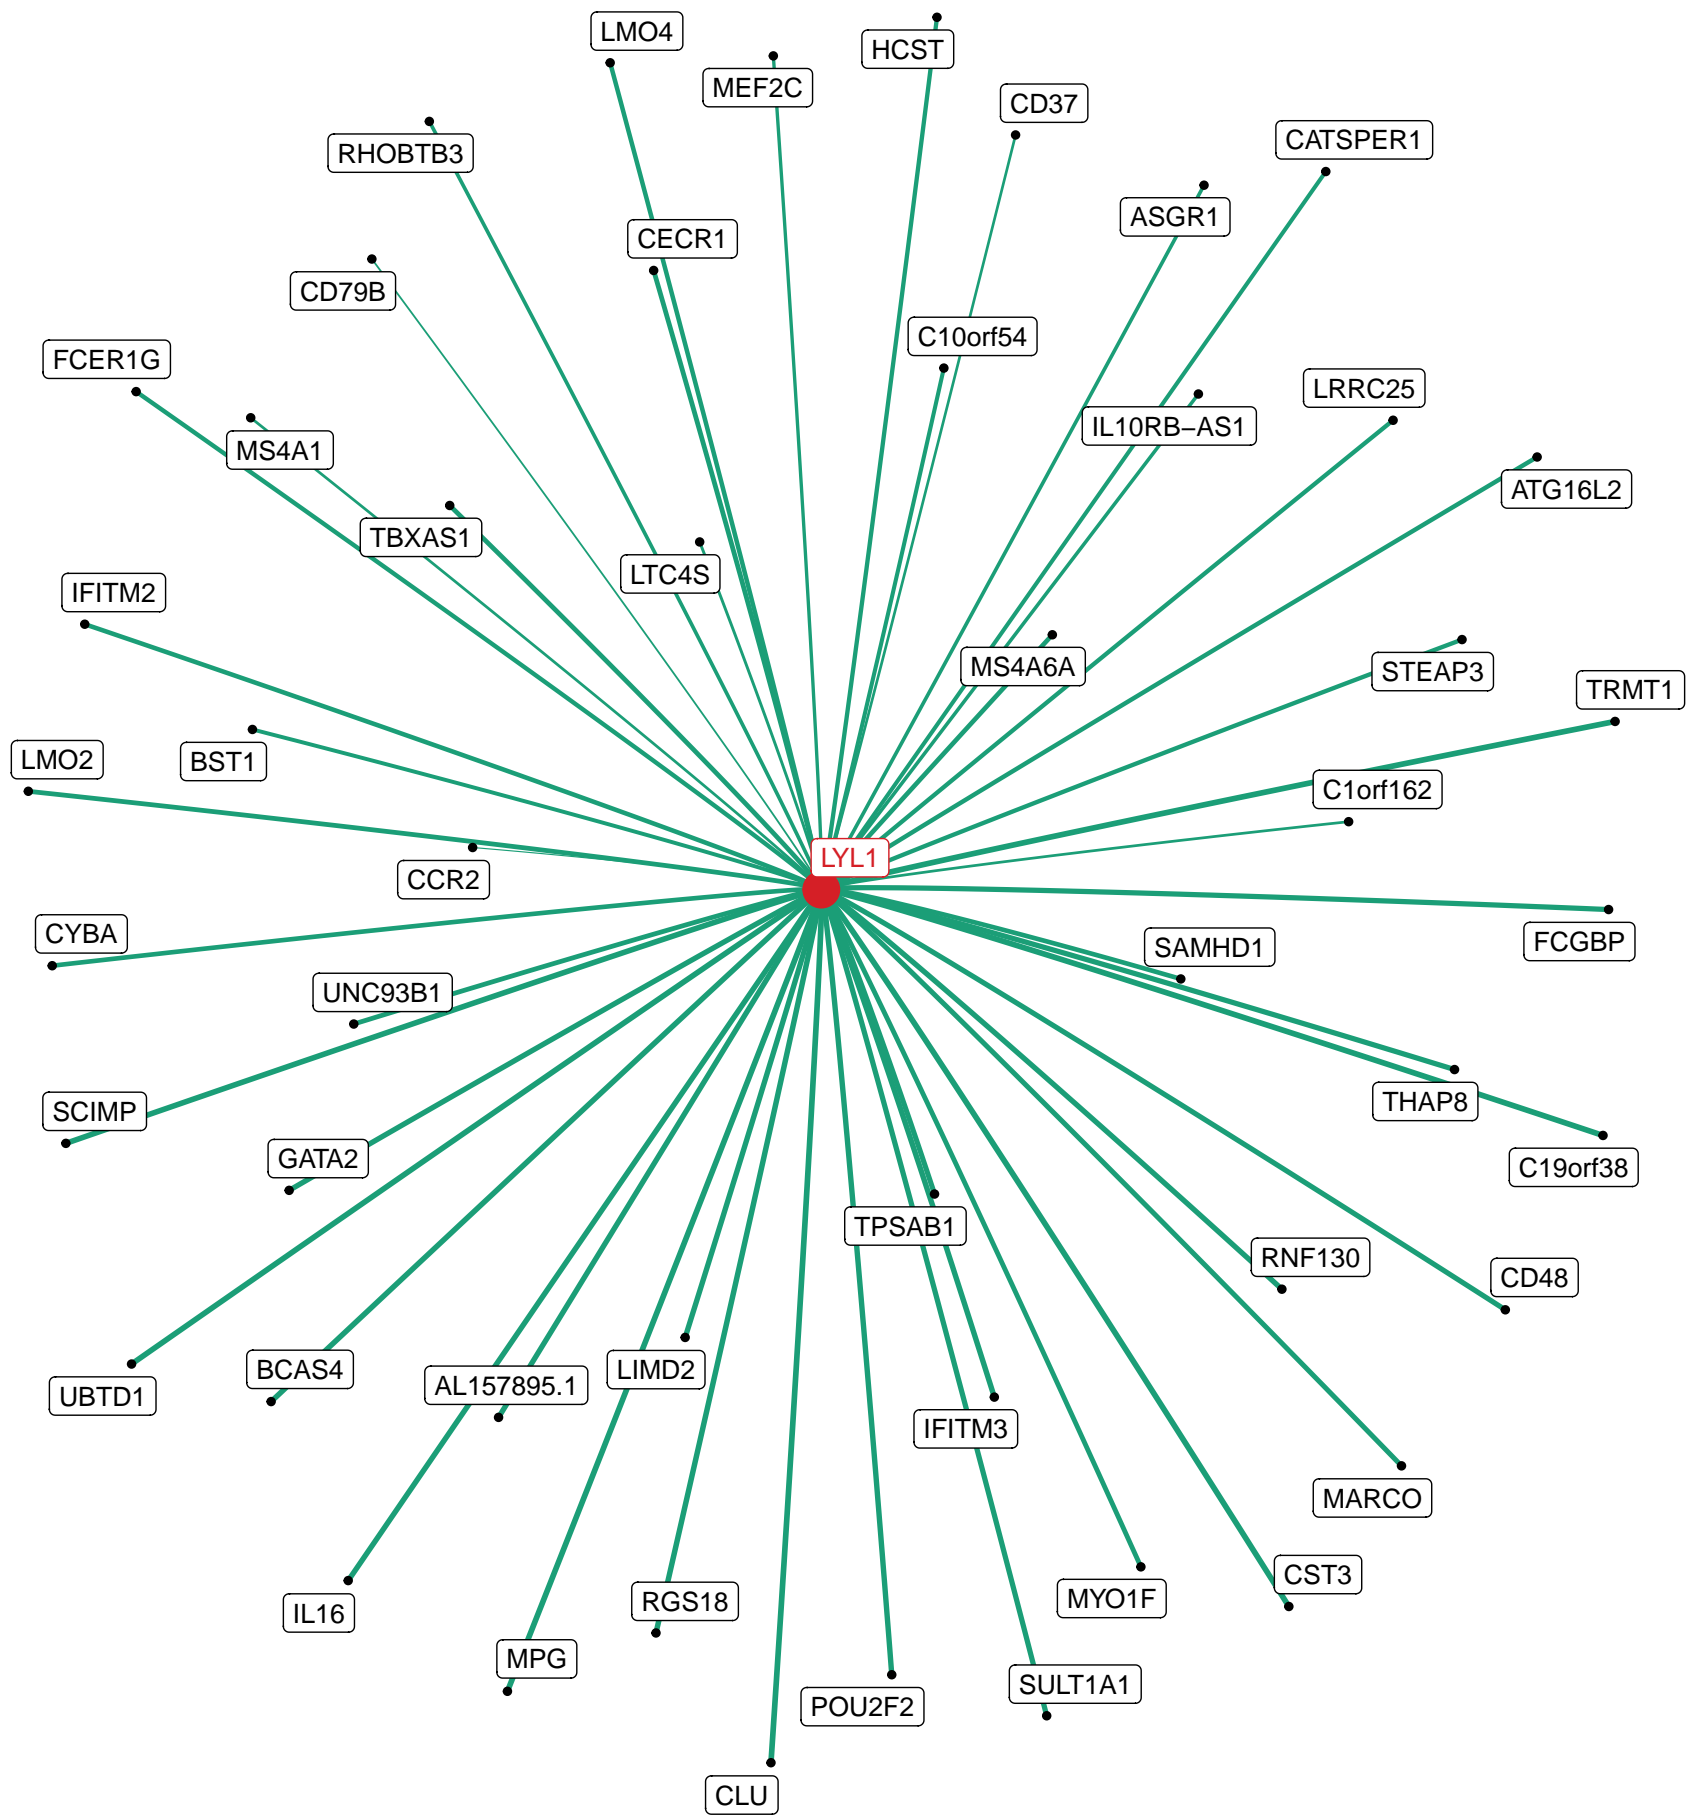 LMO4
HCST
MEF2C
CD37
CATSPER1
RHOBTB3
ASGR1
CECR1
CD79B
C10orf54
FCER1G
LRRC25
IL10RB−AS1
MS4A1
ATG16L2
TBXAS1
LTC4S
IFITM2
MS4A6A
STEAP3
TRMT1
LMO2
BST1
C1orf162
LYL1
CCR2
CYBA
FCGBP
SAMHD1
UNC93B1
THAP8
SCIMP
GATA2
C19orf38
TPSAB1
RNF130
CD48
BCAS4
LIMD2
AL157895.1
UBTD1
IFITM3
MARCO
CST3
MYO1F
RGS18
IL16
MPG
SULT1A1
POU2F2
CLU